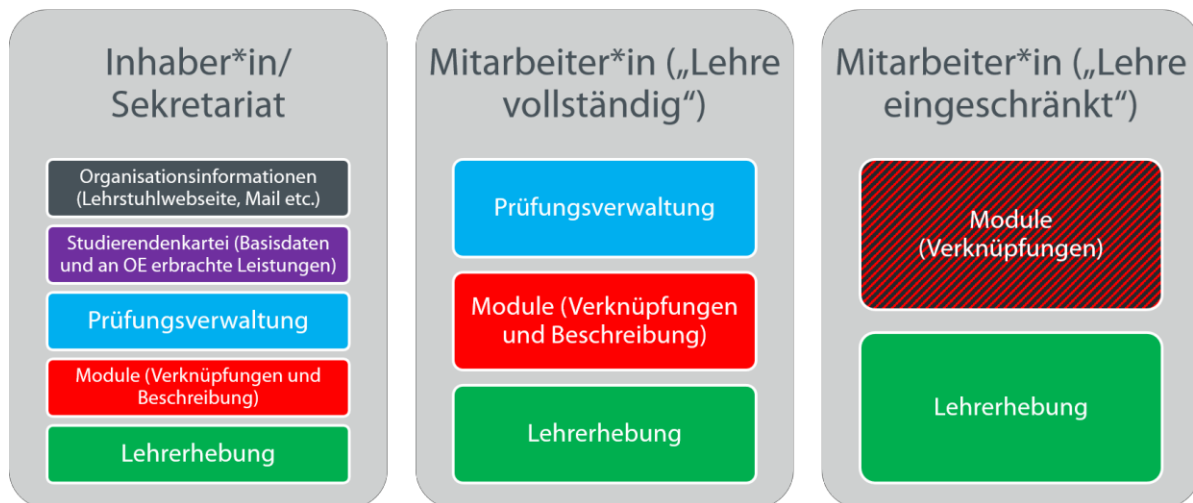 Inhaber*in/
Sekretariat
Organisationsinformationen
(Lehrstuhlwebseite, Mail etc.)
Studierendenkartei (Basisdaten
und an OE erbrachte Leistungen)
Prüfungsverwaltung
Module (Verknüpfungen und
Beschreibung)
Lehrerhebung
Mitarbeiter*in („Lehre
vollständig“)
Prüfungsverwaltung
Module (Verknüpfungen
und Beschreibung)
Lehrerhebung
Mitarbeiter*in („Lehre
eingeschränkt“)
Module
(Verknüpfungen)
Lehrerhebung